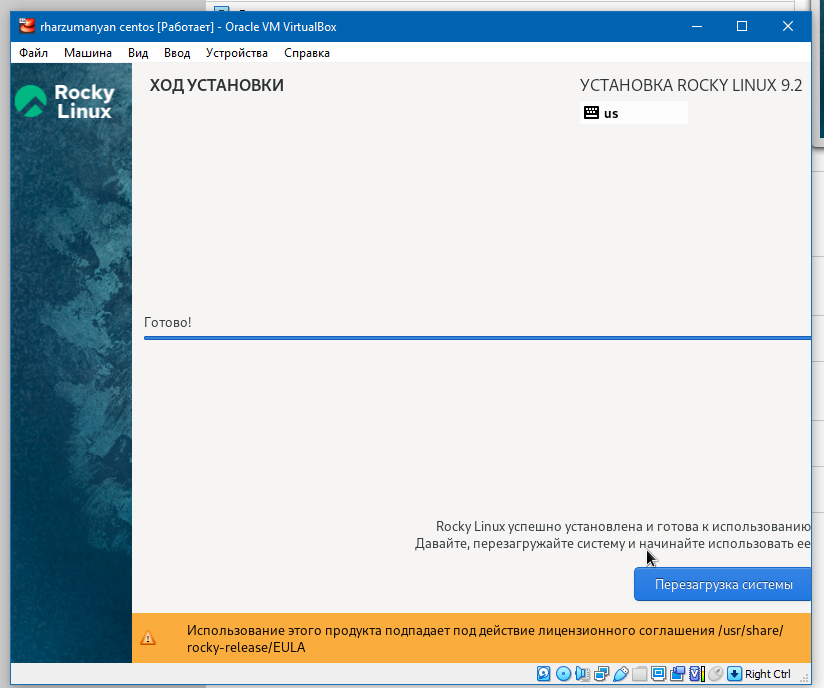 rharzumanyan centos [Работает] - Oracle VM VirtualBox
Файл Машина Вид Ввод Устройства Справка
Rocky
Linux
ХОД УСТАНОВКИ
УСТАНОВКА ROCKY LINUX 9.2
us
Готово!
Rocky Linux успешно установлена и готова к использованию
Давайте, перезагружайте систему и начинайте использовать ее
Перезагрузка системы
Использование этого продукта подпадает под действие лицензионного соглашения /usr/share/
rocky-release/EULA
Right Ctrl